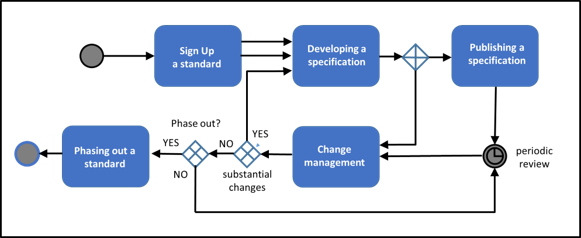 Sign Up
a standard
Developing a
specification
Publishing a
specification
Phase out?
YES
NO
YES
NO
substantial
changes
Phasing out a
standard
Change
management
periodic
review